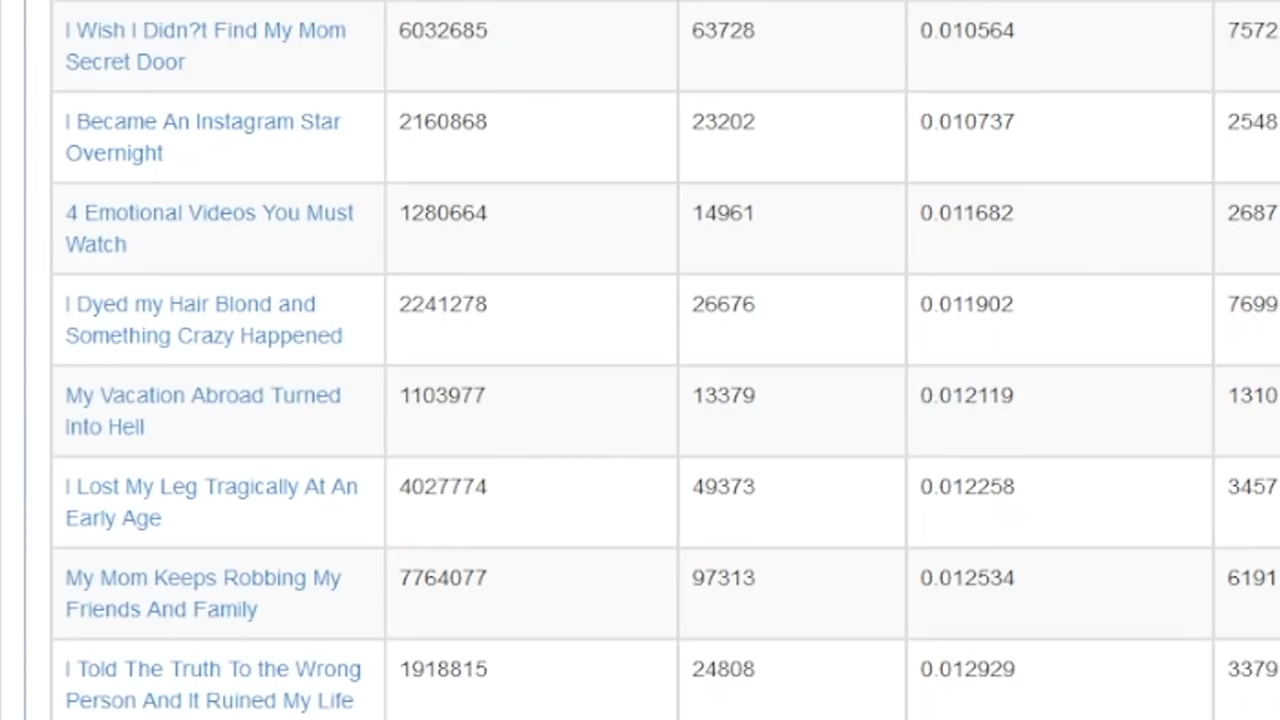 I Wish I Didn?t Find My Mom 6032685 63728 0.010564 7572
Secret Door
I Became An Instagram Star 2160868 23202 0.010737 2548
Overnight
4 Emotional Videos You Must 1280664 14961 0.011682 2687
Watch
I Dyed my Hair Blond and 2241278 26676 0.011902 7699
Something Crazy Happened
My Vacation Abroad Turned 1103977 13379 0.012119 1310
Into Hell
I Lost My Leg Tragically At An 4027774 49373 0.012258 3457
Early Age
My Mom Keeps Robbing My 7764077 97313 0.012534 6191
Friends And Family
I Told The Truth To the Wrong 1918815 24808 0.012929 3379
Person And It Ruined My Life